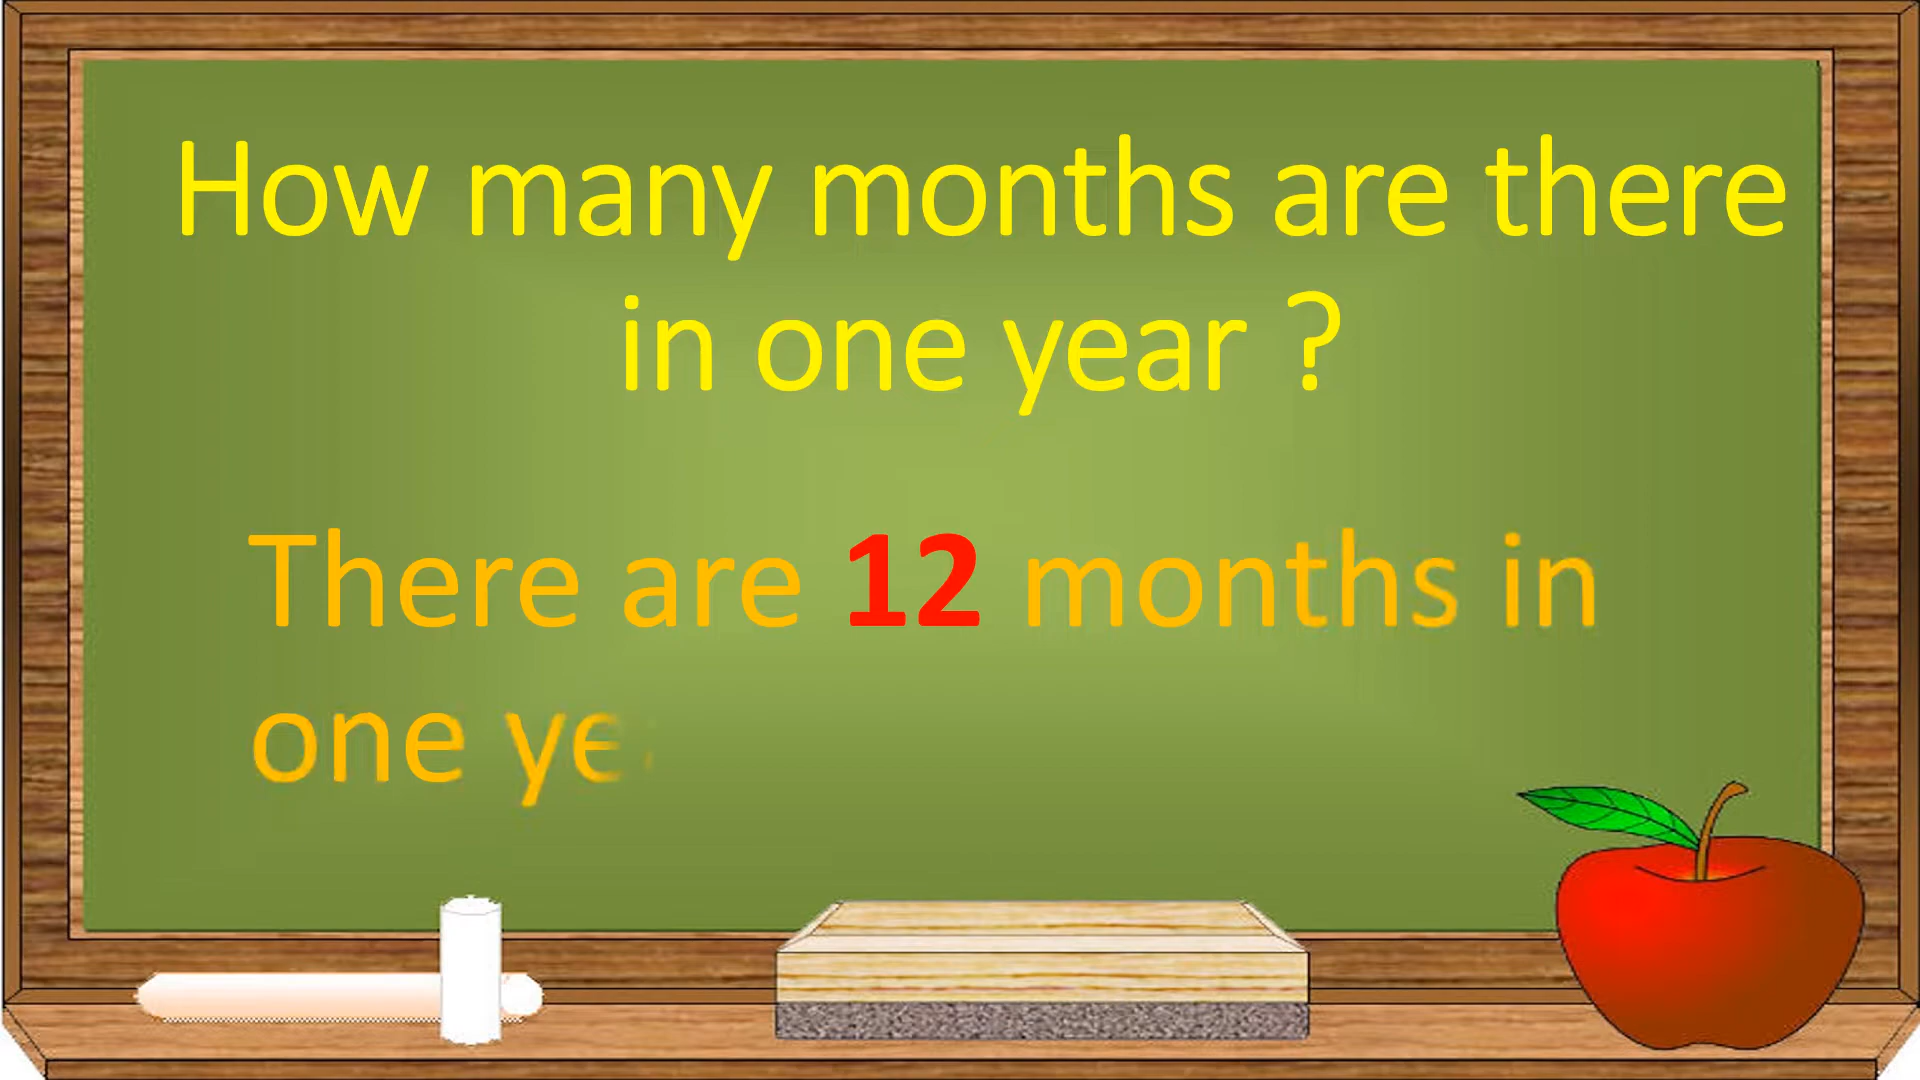 How many months are there
in one year ?
There are 12 months in
one ye